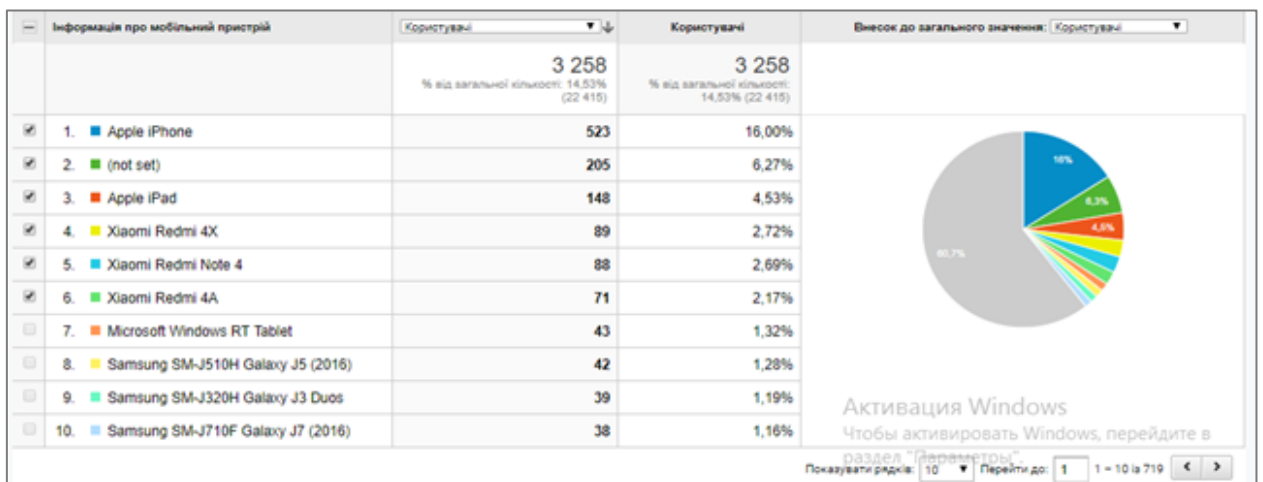 Інформація про мобільний пристрій Користувачі Користувачі Внесок до загального значення: Користувачі
3 258 3 258
% від загальної кількості: 14,53% % від загальної кількості:
(22 415) 14,53% (22 415)
1. Apple iPhone 523 16,00%
2. (not set) 205 6,27%
3. Apple iPad 148 4,53%
4. Xiaomi Redmi 4X 89 2,72%
5. Xiaomi Redmi Note 4 88 2,69%
6. Xiaomi Redmi 4A 71 2,17%
7. Microsoft Windows RT Tablet 43 1,32%
8. Samsung SM-J510H Galaxy J5 (2016) 42 1,28%
9. Samsung SM-J320H Galaxy J3 Duos 39 1,19%
10. Samsung SM-J710F Galaxy J7 (2016) 38 1,16%
16%
6,3%
4,5%
60,7%
Активация Windows
Чтобы активировать Windows, перейдите в
раздел "Параметры".
Показувати рядків: 10 Перейти до: 1 1 – 10 із 719